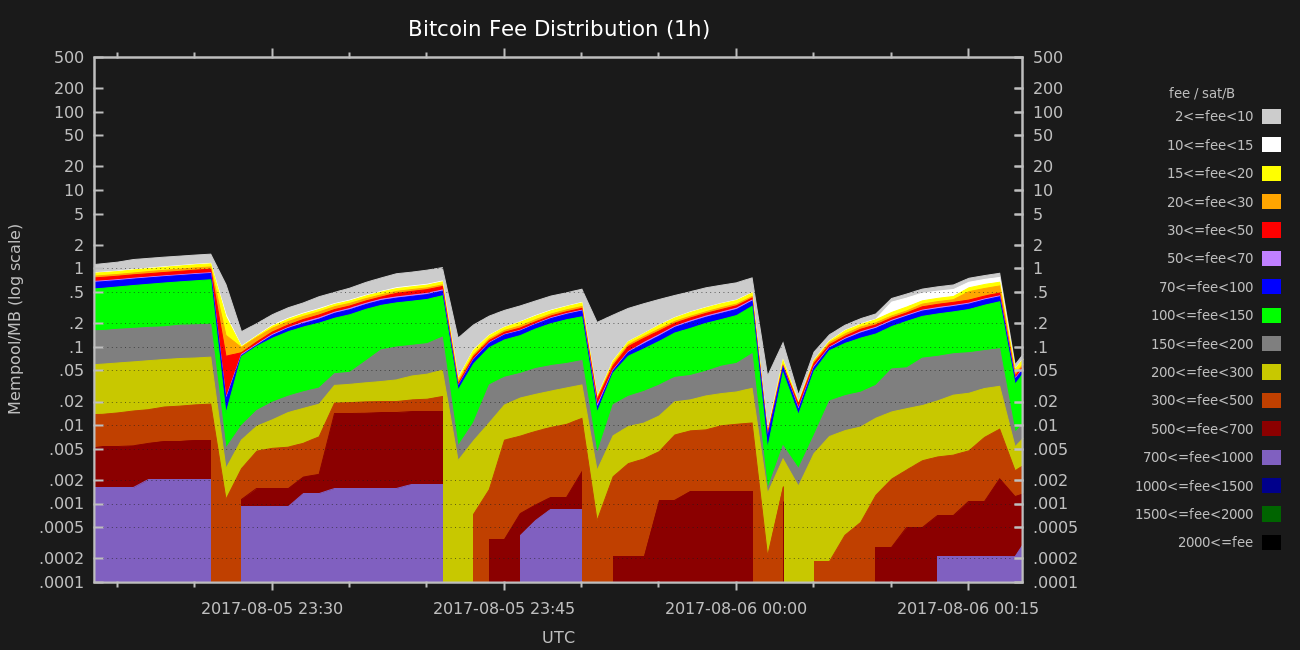 Bitcoin Fee Distribution (1h)
500 500
200 200
100 100
50 50
20 20
10 10
5 5
2 2
1 1
.5 .5
.2 .2
.1 .1
.05 .05
.02 .02
.01 .01
.005 .005
.002 .002
.001 .001
.0005 .0005
.0002 .0002
.0001 .0001
Mempool/MB (log scale)
2017-08-05 23:30 2017-08-05 23:45 2017-08-06 00:00 2017-08-06 00:15
UTC
fee / sat/B
2<=fee<10
10<=fee<15
15<=fee<20
20<=fee<30
30<=fee<50
50<=fee<70
70<=fee<100
100<=fee<150
150<=fee<200
200<=fee<300
300<=fee<500
500<=fee<700
700<=fee<1000
1000<=fee<1500
1500<=fee<2000
2000<=fee